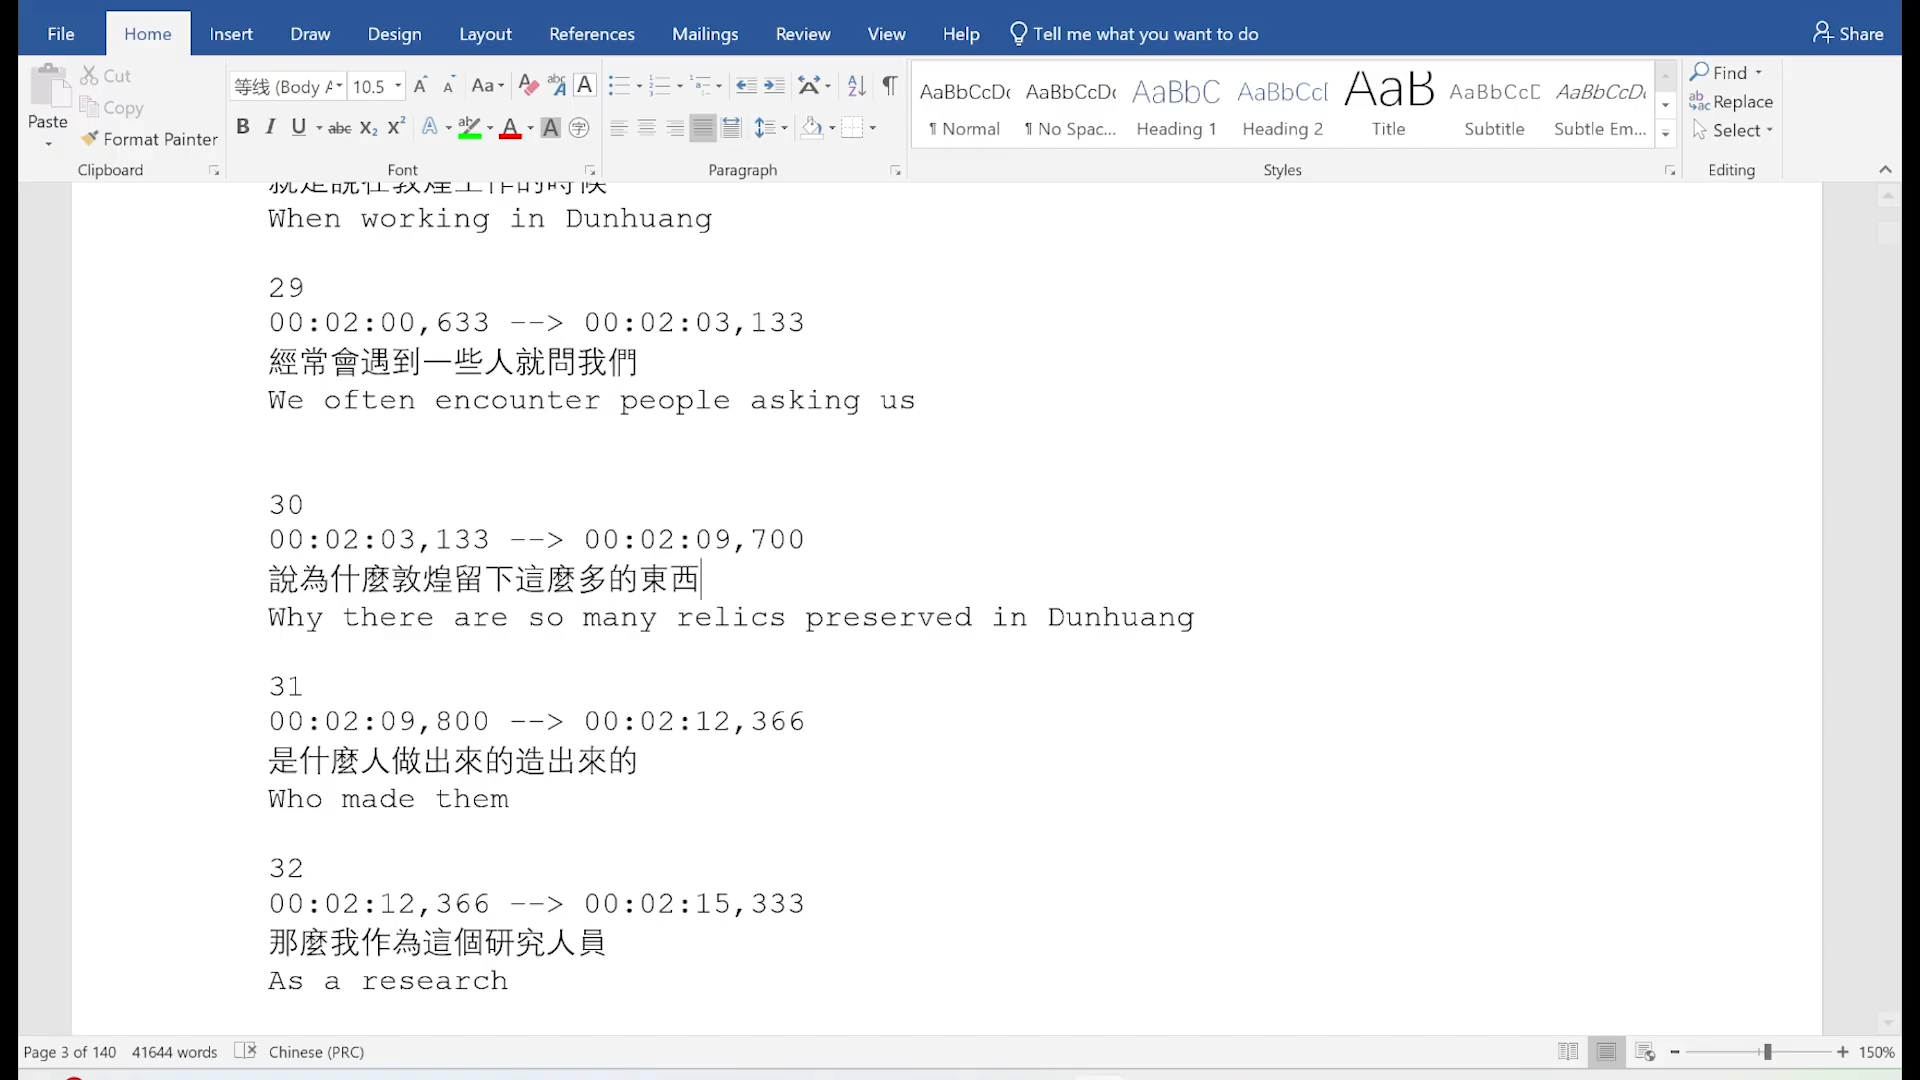 File Home Insert Draw Design Layout References Mailings Review View Help Tell me what you want to do Share
Cut
Copy
Paste
Format Painter
Clipboard
等线 (Body A 10.5
Font
Paragraph
AaBbCcDc AaBbCcDc AaBbC AaBbCcD AaB AaBbCcD AaBbCcDc
¶ Normal ¶ No Spac... Heading 1 Heading 2 Title Subtitle Subtle Em...
Styles
Find
Replace
Select
Editing
就是說在敦煌工作的時候
When working in Dunhuang
29
00:02:00,633 --> 00:02:03,133
經常會遇到一些人就問我們
We often encounter people asking us
30
00:02:03,133 --> 00:02:09,700
說為什麼敦煌留下這麼多的東西
Why there are so many relics preserved in Dunhuang
31
00:02:09,800 --> 00:02:12,366
是什麼人做出來的造出來的
Who made them
32
00:02:12,366 --> 00:02:15,333
那麼我作為這個研究人員
As a research
Page 3 of 140 41644 words Chinese (PRC) 150%